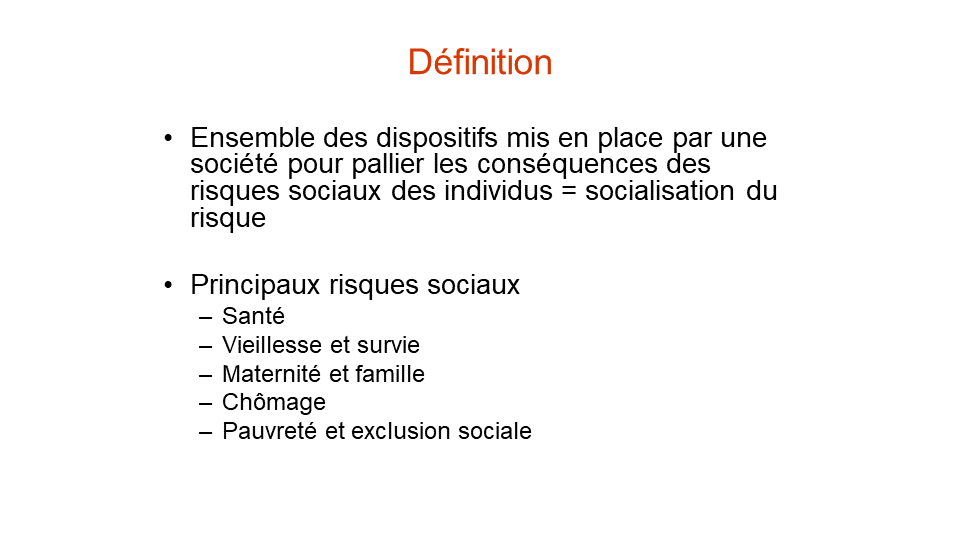 Définition
• Ensemble des dispositifs mis en place par une
société pour pallier les conséquences des
risques sociaux des individus = socialisation du
risque
• Principaux risques sociaux
– Santé
– Vieillesse et survie
– Maternité et famille
– Chômage
– Pauvreté et exclusion sociale